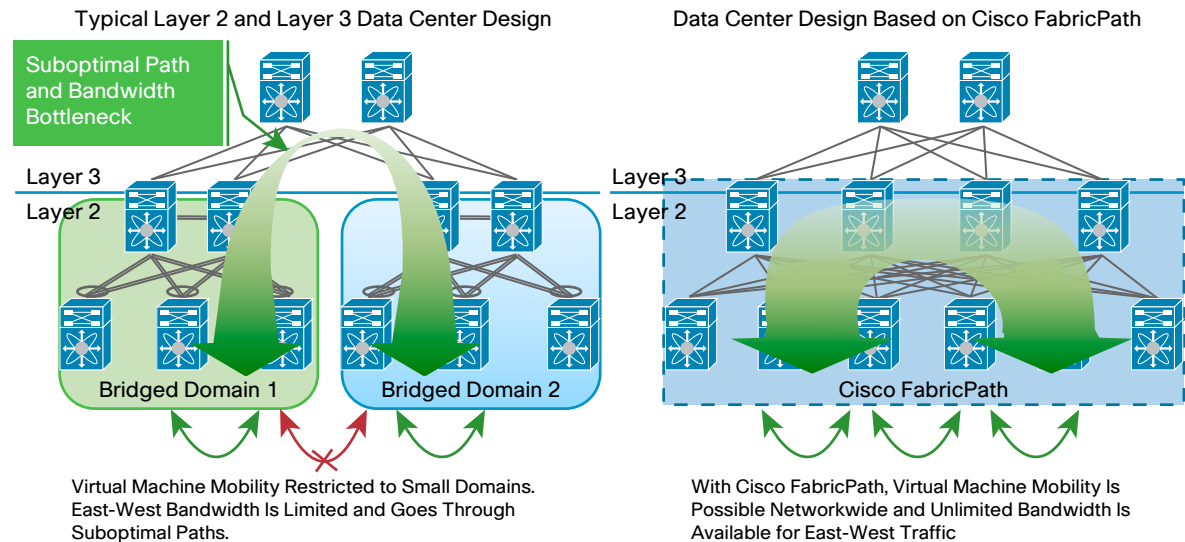 Typical Layer 2 and Layer 3 Data Center Design
Suboptimal Path
and Bandwidth
Bottleneck
Layer 3
Layer 2
Bridged Domain 1
Bridged Domain 2
Virtual Machine Mobility Restricted to Small Domains.
East-West Bandwidth Is Limited and Goes Through
Suboptimal Paths.
Data Center Design Based on Cisco FabricPath
Layer 3
Layer 2
Cisco FabricPath
With Cisco FabricPath, Virtual Machine Mobility Is
Possible Networkwide and Unlimited Bandwidth Is
Available for East-West Traffic